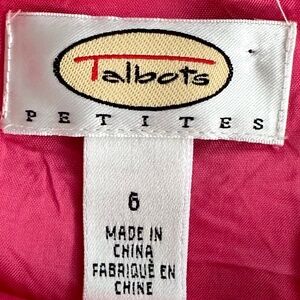 Talbots
PETITES
6
MADE IN
CHINA
FABRIQUÉ EN
CHINE